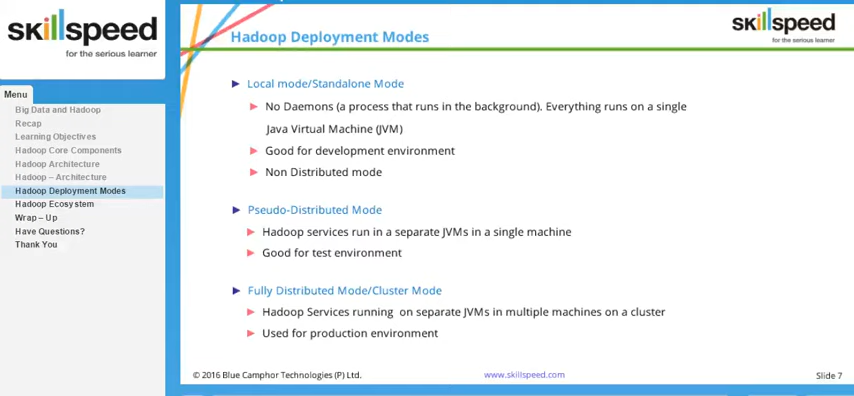 skillspeed
for the serious learner
Menu
Big Data and Hadoop
Recap
Learning Objectives
Hadoop Core Components
Hadoop Architecture
Hadoop – Architecture
Hadoop Deployment Modes
Hadoop Ecosystem
Wrap – Up
Have Questions?
Thank You
Hadoop Deployment Modes
skillspeed
for the serious learner
Local mode/Standalone Mode
No Daemons (a process that runs in the background). Everything runs on a single
Java Virtual Machine (JVM)
Good for development environment
Non Distributed mode
Pseudo-Distributed Mode
Hadoop services run in a separate JVMs in a single machine
Good for test environment
Fully Distributed Mode/Cluster Mode
Hadoop Services running on separate JVMs in multiple machines on a cluster
Used for production environment
© 2016 Blue Camphor Technologies (P) Ltd.
www.skillspeed.com
Slide 7